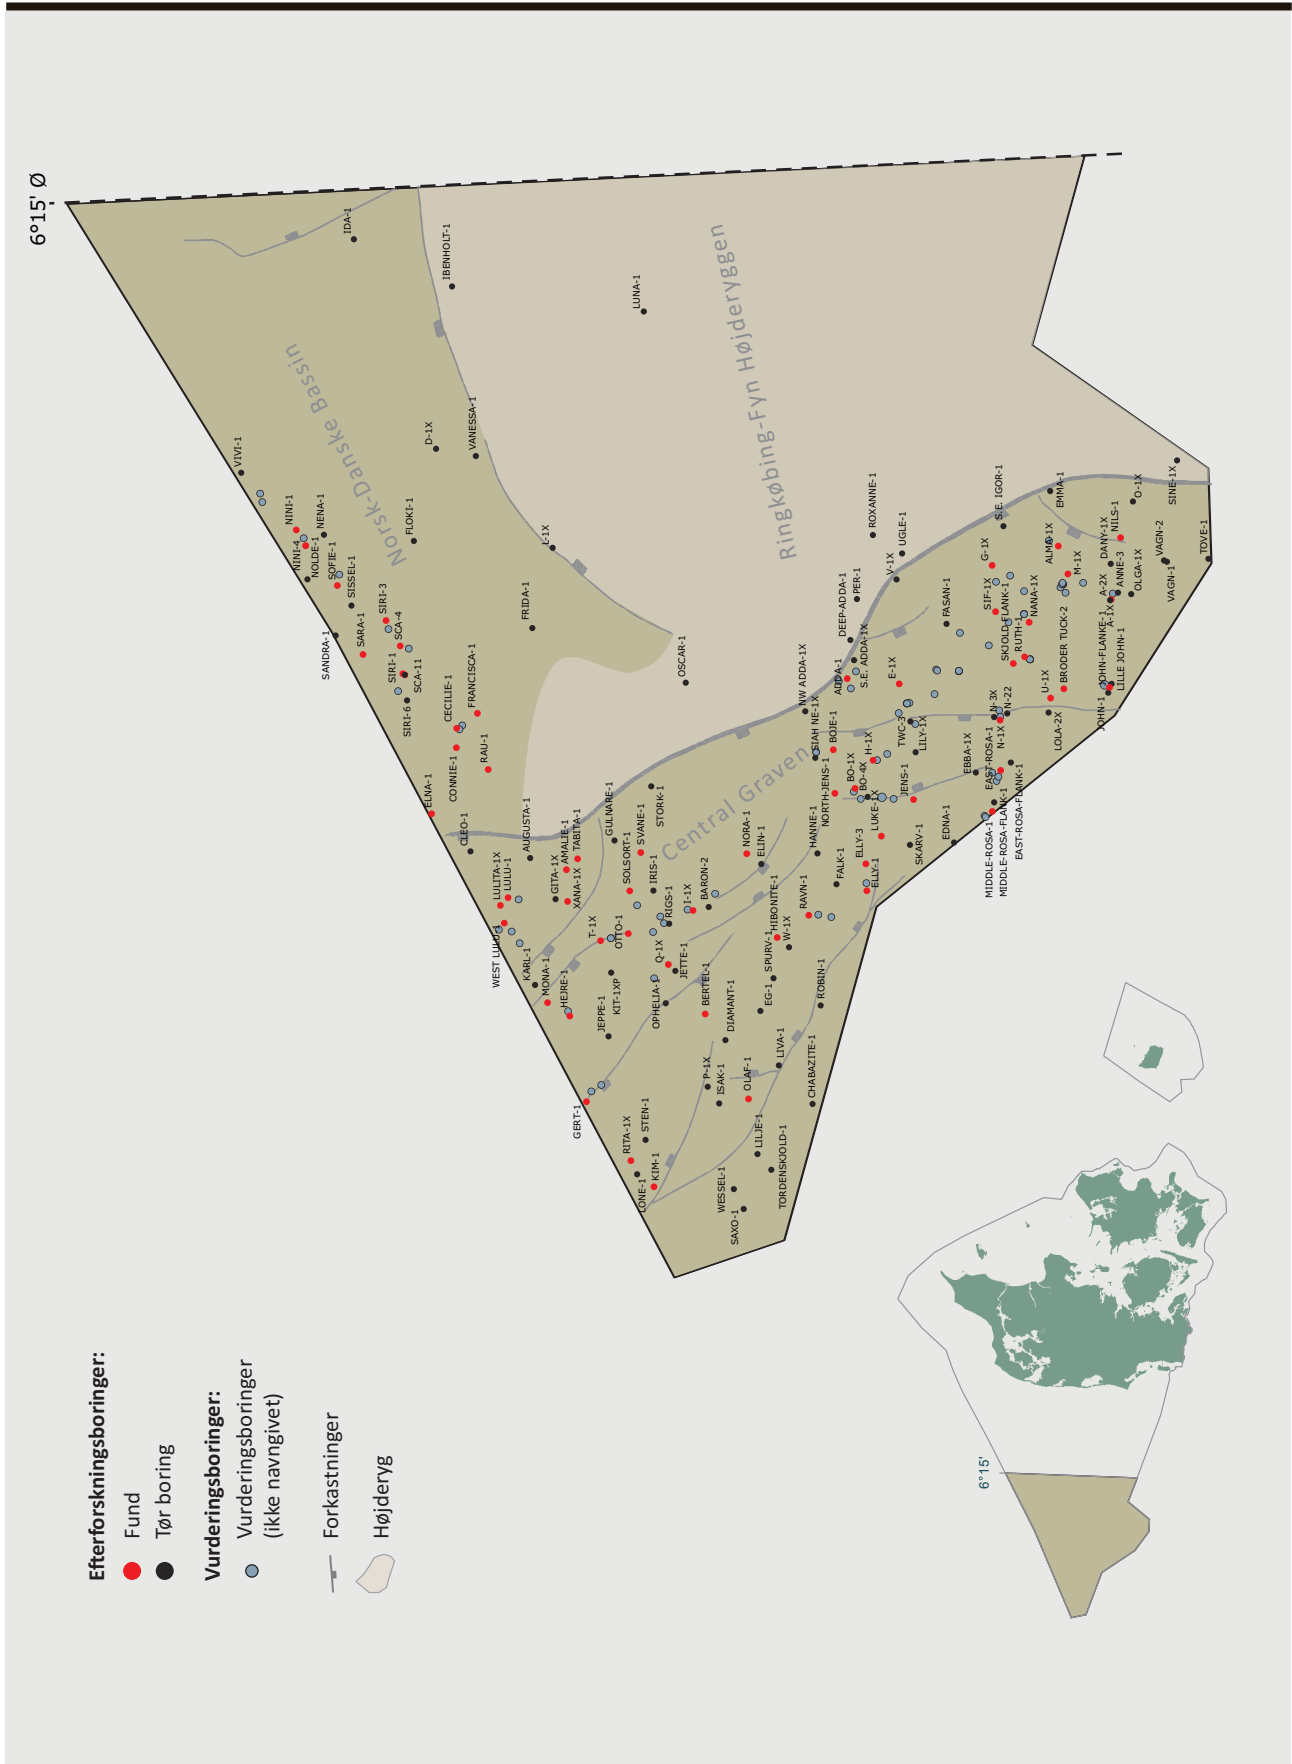 Efterforskningsboringer:
Fund
Tør boring
Vurderingsboringer:
Vurderingsboringer
(ikke navngivet)
Forkastninger
Højderyg
6°15' Ø
Norsk-Danske Bassin
Ringkøbing-Fyn Højderyggen
Central Graven
6°15'
IDA-1
IBENHOLT-1
LUNA-1
VIVI-1
D-1X
VANESSA-1
NINI-1
NENA-1
NINI-4
NOLDE-1
SOFIE-1
SISSEL-1
FLOKI-1
L-1X
SANDRA-1
SARA-1
SIRI-3
SCA-4
SIRI-1
SCA-11
SIRI-6
FRIDA-1
OSCAR-1
CECILIE-1
FRANCISCA-1
CONNIE-1
RAU-1
ELNA-1
CLEO-1
AUGUSTA-1
LULITA-1X
LULU-1
WEST LULU-1
GITA-1X
AMALIE-1
TABITA-1
XANA-1X
GULNARE-1
STORK-1
SOLSORT-1
SVANE-1
IRIS-1
RIGS-1
I-1X
BARON-2
NORA-1
ELIN-1
KARL-1
MONA-1
HEJRE-1
T-1X
OTTO-1
KIT-1XP
JEPPE-1
Q-1X
JETTE-1
OPHELIA-1
BERTEL-1
DIAMANT-1
EG-1
SPURV-1
HIBONITE-1
W-1X
RAVN-1
ROBIN-1
FALK-1
HANNE-1
GERT-1
STEN-1
RITA-1X
LONE-1
KIM-1
P-1X
ISAK-1
OLAF-1
LIVA-1
CHABAZITE-1
LILJE-1
TORDENSKJOLD-1
WESSEL-1
SAXO-1
ROXANNE-1
UGLE-1
V-1X
PER-1
DEEP-ADDA-1
S.E. ADDA-1X
ADDA-1
NW ADDA-1X
SIAH NE-1X
BOJE-1
NORTH-JENS-1
BO-1X
BO-4X
H-1X
LUKE-1X
JENS-1
ELLY-3
ELLY-1
SKARV-1
EDNA-1
E-1X
TWC-3
LILY-1X
FASAN-1
S.E. IGOR-1
EMMA-1
G-1X
SIF-1X
SKJOLD-FLANK-1
RUTH-1
NANA-1X
ALMA-1X
M-1X
BRODER TUCK-2
U-1X
LOLA-2X
N-3X
N-22
N-1X
EBBA-1X
EAST-ROSA-1
EAST-ROSA-FLANK-1
MIDDLE-ROSA-1
MIDDLE-ROSA-FLANK-1
JOHN-FLANKE-1
LILLE JOHN-1
JOHN-1
A-2X
A-1X
ANNE-3
DANY-1X
NILS-1
O-1X
OLGA-1X
VAGN-2
VAGN-1
SINE-1X
TOVE-1